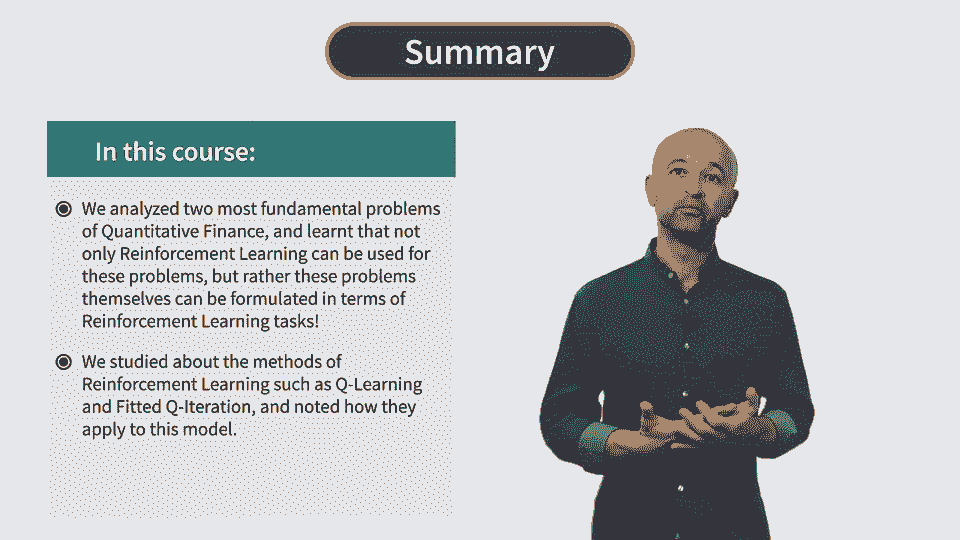 Summary
In this course:
We analyzed two most fundamental problems
of Quantitative Finance, and learnt that not
only Reinforcement Learning can be used for
these problems, but rather these problems
themselves can be formulated in terms of
Reinforcement Learning tasks!
We studied about the methods of
Reinforcement Learning such as Q-Learning
and Fitted Q-Iteration, and noted how they
apply to this model.